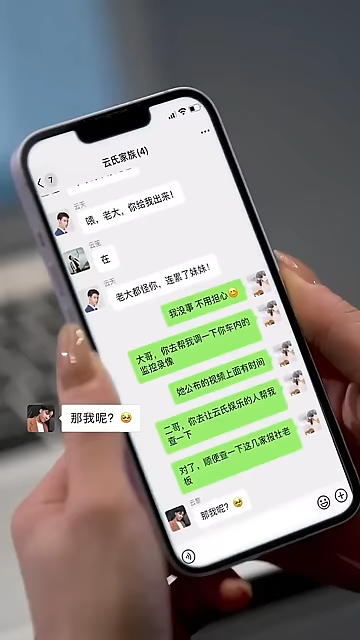 7
云氏家族(4)
云天
喂，老大，你给我出来！
云笙
在
云天
老大都怪你，连累了妹妹！
我没事 不用担心
大哥，你去帮我调一下你车内的
监控录像
她公布的视频上面有时间
二哥，你去让云氏娱乐的人帮我
查一下
对了，顺便查一下这几家报社老
板
那我呢？
那我呢？